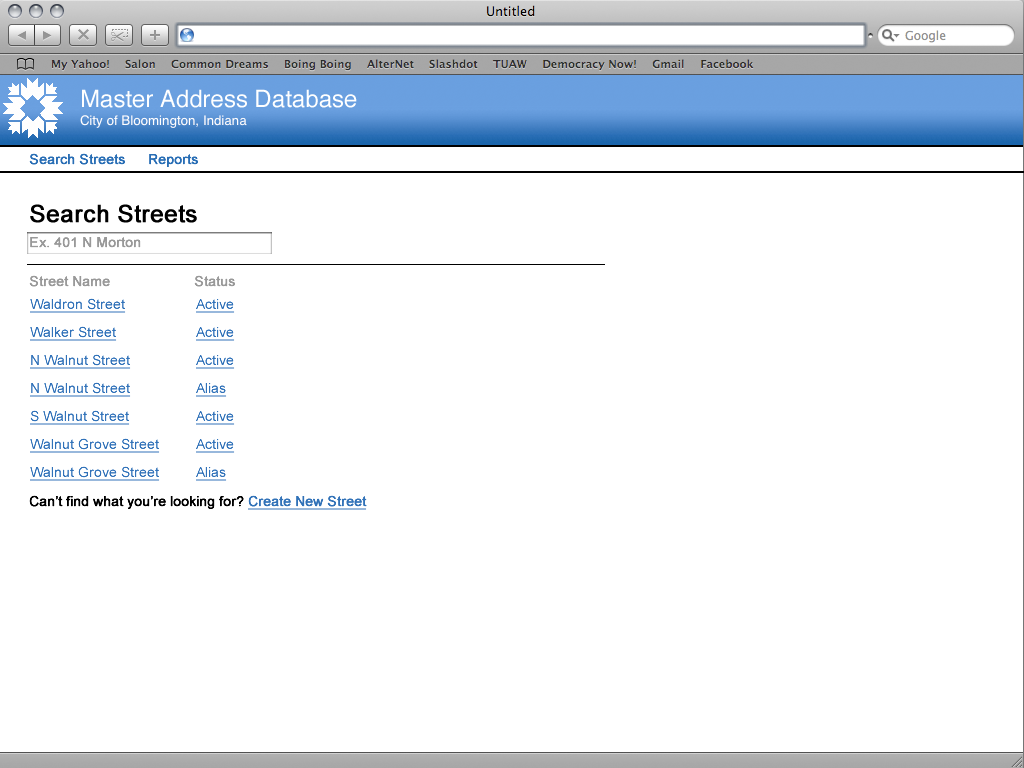 Untitled
Google
My Yahoo! Salon Common Dreams Boing Boing AlterNet Slashdot TUAW Democracy Now! Gmail Facebook
Master Address Database
City of Bloomington, Indiana
Search Streets Reports
Search Streets
Ex. 401 N Morton
Street Name Status
Waldron Street Active
Walker Street Active
N Walnut Street Active
N Walnut Street Alias
S Walnut Street Active
Walnut Grove Street Active
Walnut Grove Street Alias
Can't find what you're looking for? Create New Street